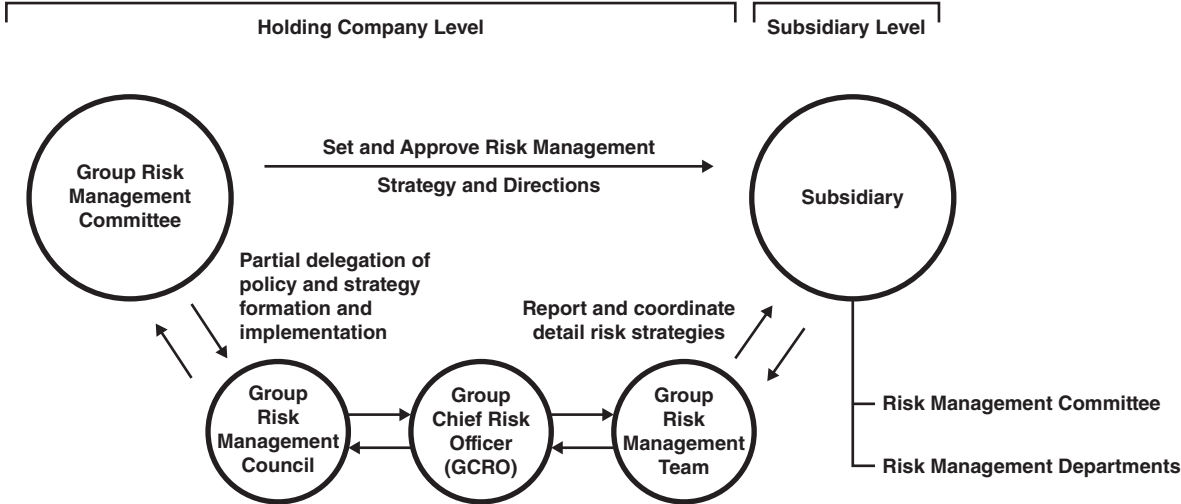 Holding Company Level
Subsidiary Level
Group Risk
Management
Committee
Set and Approve Risk Management
Strategy and Directions
Subsidiary
Partial delegation of
policy and strategy
formation and
implementation
Report and coordinate
detail risk strategies
Group
Risk
Management
Council
Group
Chief Risk
Officer
(GCRO)
Group
Risk
Management
Team
Risk Management Committee
Risk Management Departments